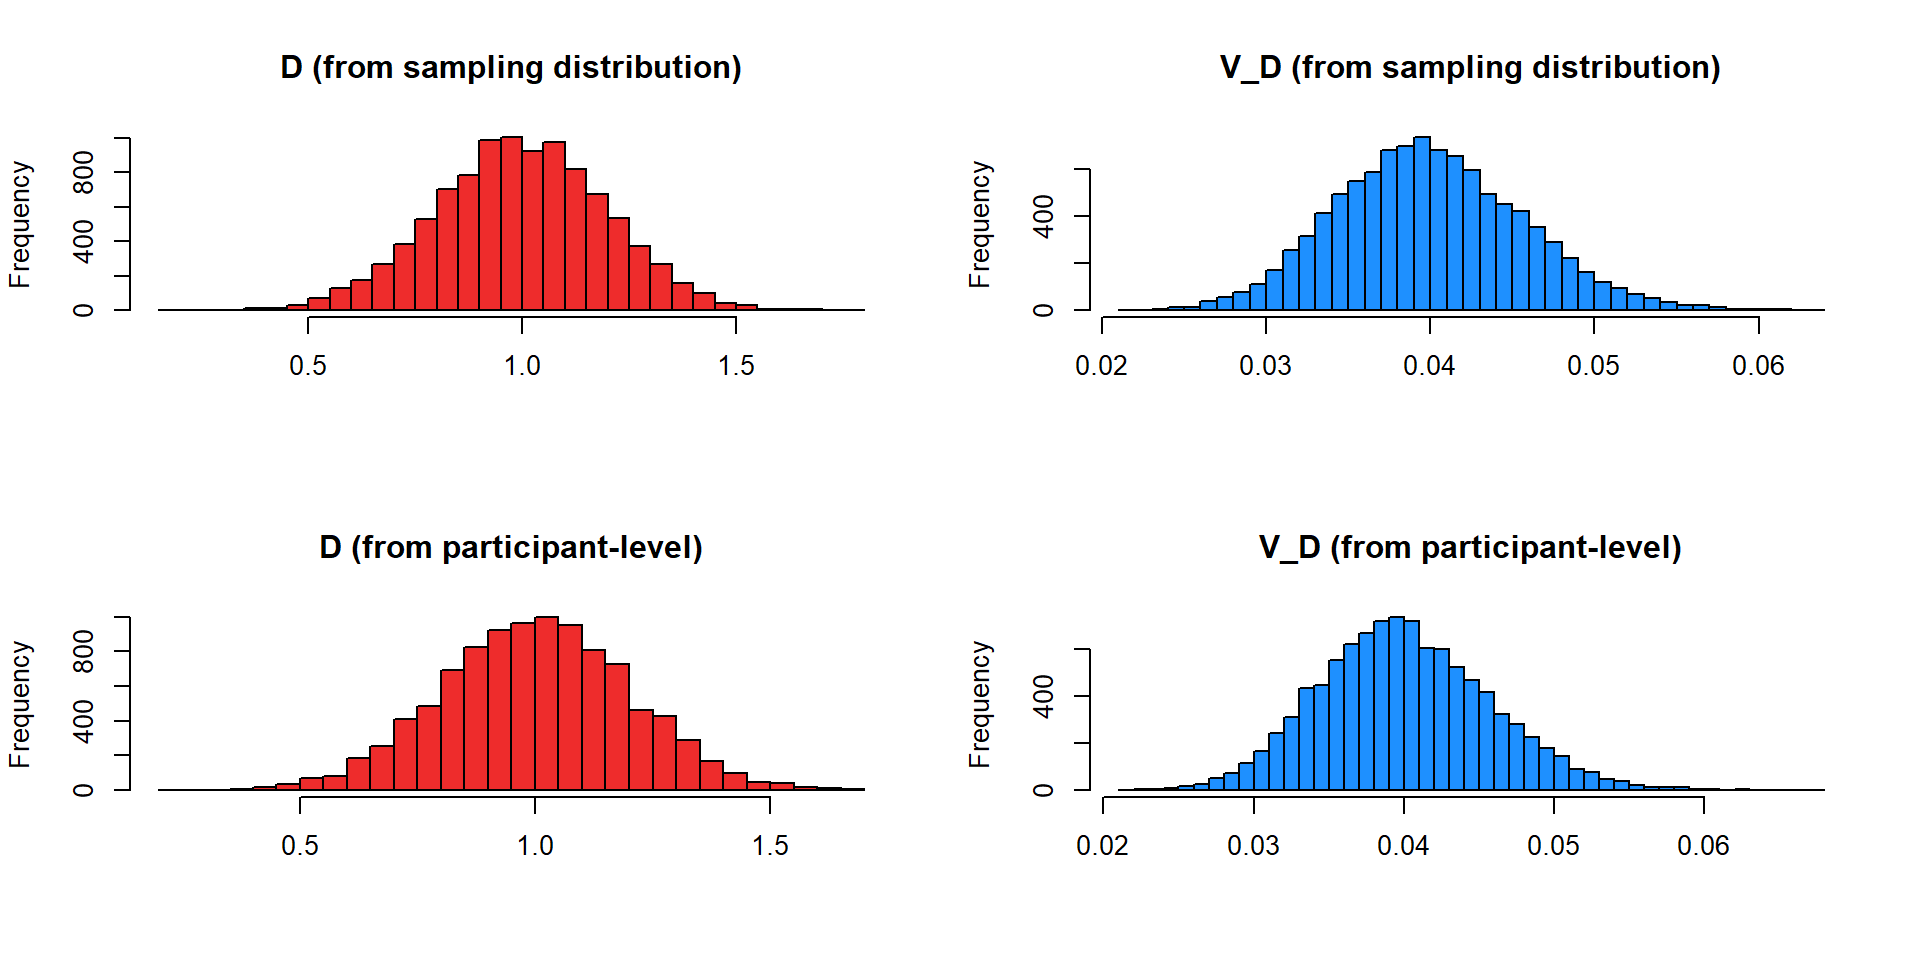 D (from sampling distribution)
Frequency
0 400 800
0.5 1.0 1.5
V_D (from sampling distribution)
Frequency
0 400
0.02 0.03 0.04 0.05 0.06
D (from participant-level)
Frequency
0 400 800
0.5 1.0 1.5
V_D (from participant-level)
Frequency
0 400
0.02 0.03 0.04 0.05 0.06